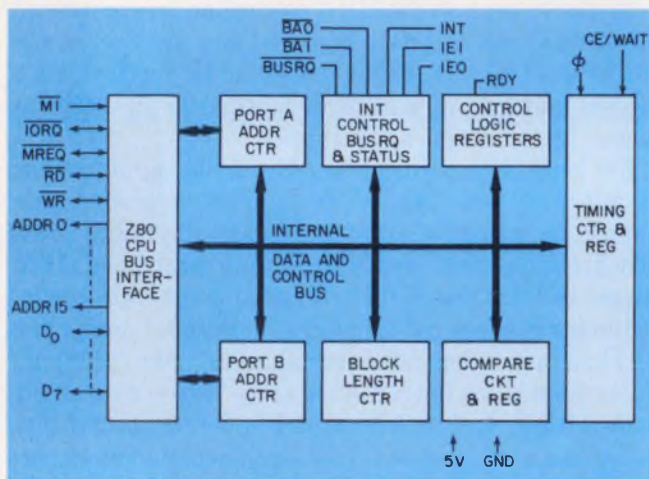 BAO
BAI
BUSRQ
INT
IEI
IEO
RDY
CE/WAIT
ϕ
M1
IORQ
MREQ
RD
WR
ADDR 0
ADDR 15
D0
D7
Z80
CPU
BUS
INTER-
FACE
PORT A
ADDR
CTR
INT
CONTROL
BUSRQ
& STATUS
CONTROL
LOGIC
REGISTERS
TIMING
CTR &
REG
INTERNAL
DATA AND
CONTROL
BUS
PORT B
ADDR
CTR
BLOCK
LENGTH
CTR
COMPARE
CKT
& REG
5V GND